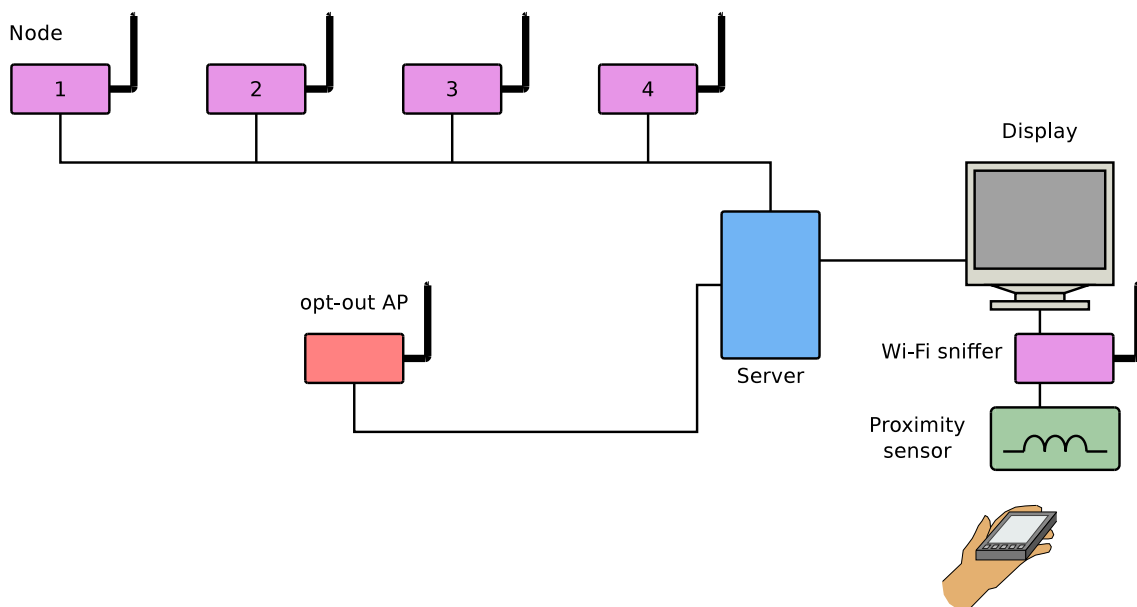 Node
1
2
3
4
Display
opt-out AP
Wi-Fi sniffer
Server
Proximity
sensor